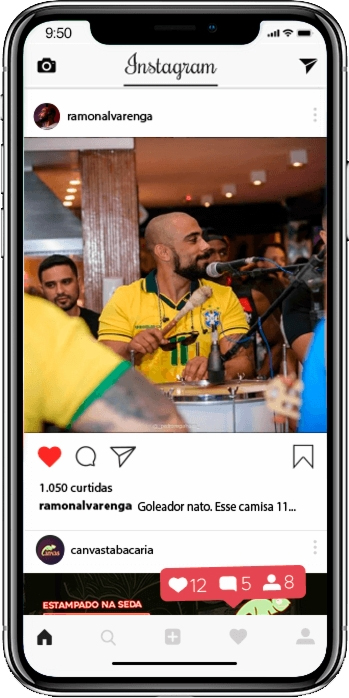 9:50
Instagram
ramonalvarenga
11
1.050 curtidas
ramonalvarenga Goleador nato. Esse camisa 11...
canvastabacaria
12 5 8
ESTAMPADO NA SEDA